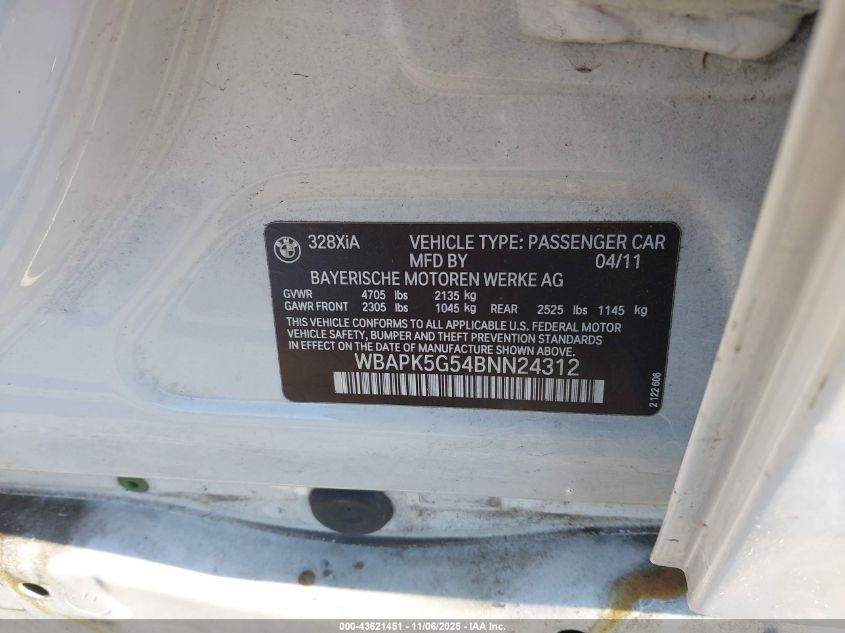 328XiA VEHICLE TYPE: PASSENGER CAR
MFD BY 04/11
BAYERISCHE MOTOREN WERKE AG
GVWR 4705 lbs 2135 kg
GAWR FRONT 2305 lbs 1045 kg REAR 2525 lbs 1145 kg
THIS VEHICLE CONFORMS TO ALL APPLICABLE U.S. FEDERAL MOTOR
VEHICLE SAFETY, BUMPER AND THEFT PREVENTION STANDARDS
IN EFFECT ON THE DATE OF MANUFACTURE SHOWN ABOVE.
WBAPK5G54BNN24312
2 122 606
000-43621451 - 11/06/2025 - IAA Inc.